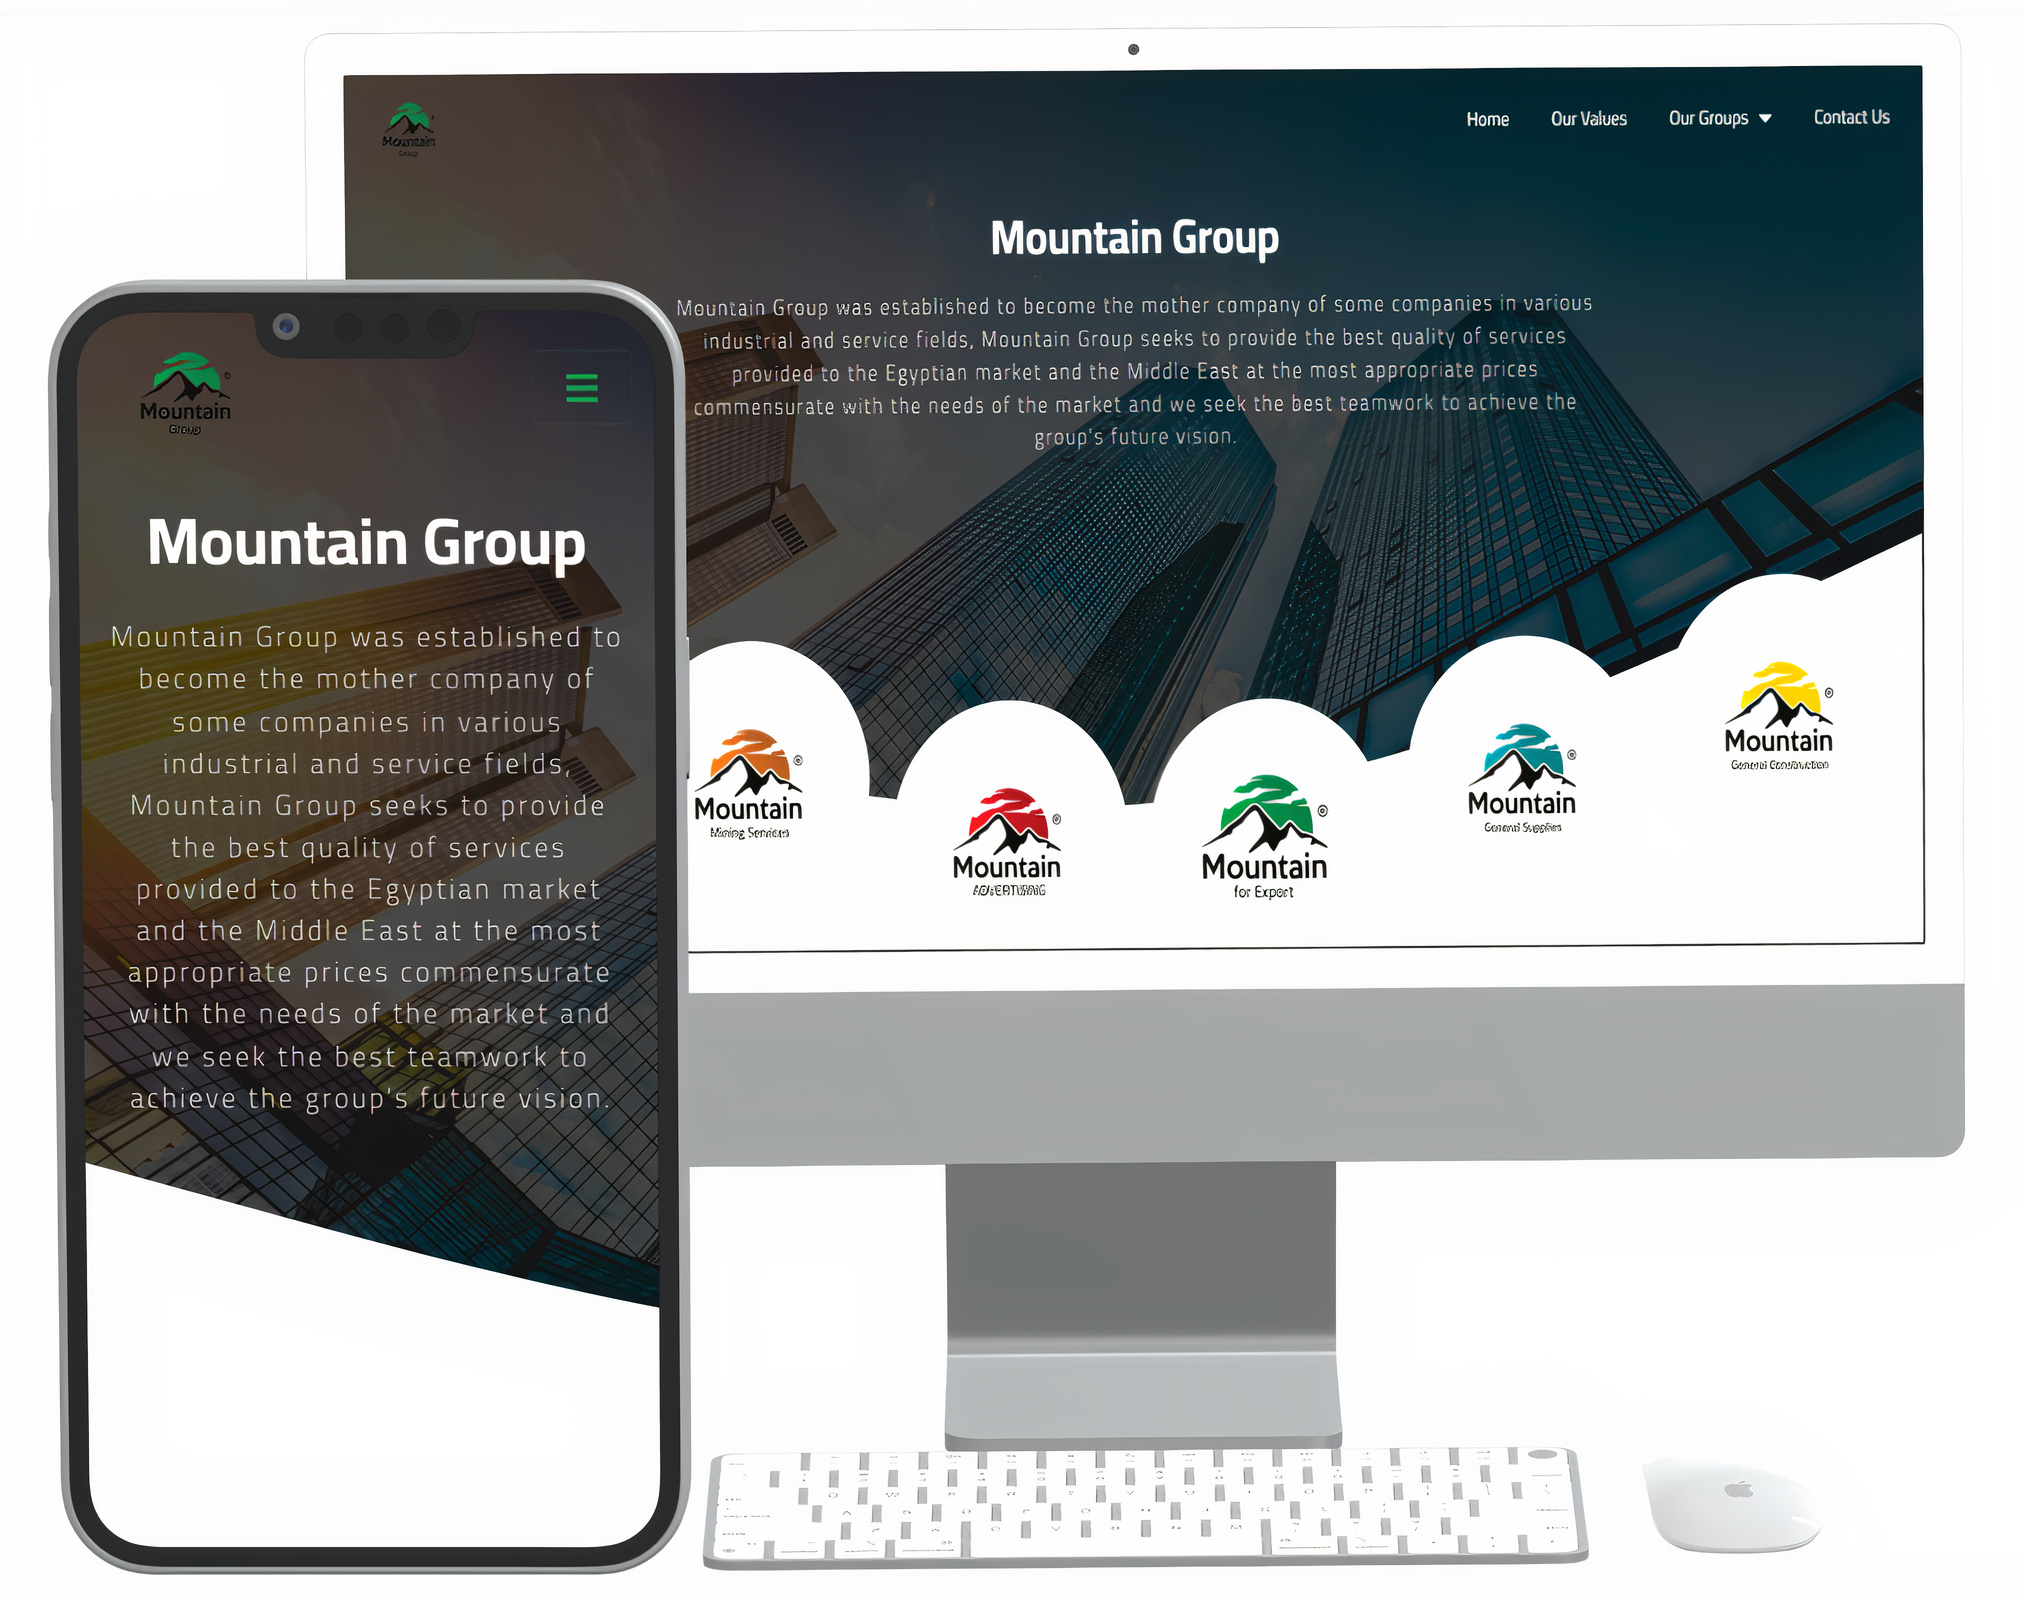 Mountain
Home Our Values Our Groups Contact Us
Mountain Group
Mountain Group was established to become the mother company of some companies in various
industrial and service fields, Mountain Group seeks to provide the best quality of services
provided to the Egyptian market and the Middle East at the most appropriate prices
commensurate with the needs of the market and we seek the best teamwork to achieve the
group's future vision.
Mountain
Mining Services
Mountain
ADVERTISING
Mountain
for Export
Mountain
General Supplies
Mountain
General Construction
Mountain
Group
Mountain Group
Mountain Group was established to
become the mother company of
some companies in various
industrial and service fields,
Mountain Group seeks to provide
the best quality of services
provided to the Egyptian market
and the Middle East at the most
appropriate prices commensurate
with the needs of the market and
we seek the best teamwork to
achieve the group's future vision.